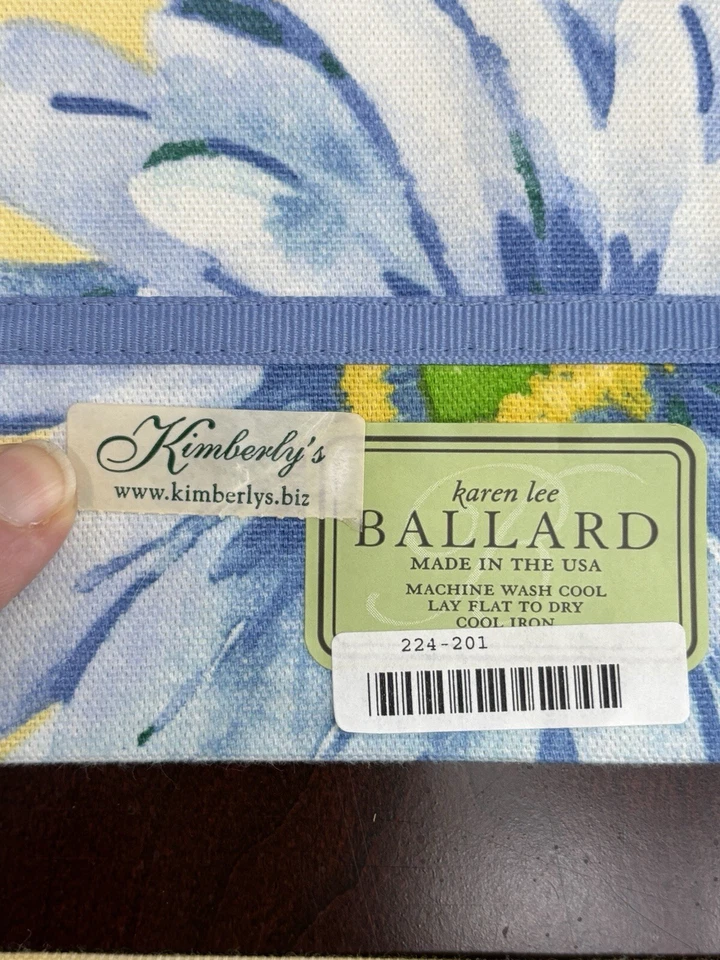 Kimberly's
www.kimberlys.biz
karen lee
BALLARD
MADE IN THE USA
MACHINE WASH COOL
LAY FLAT TO DRY
COOL IRON
224-201